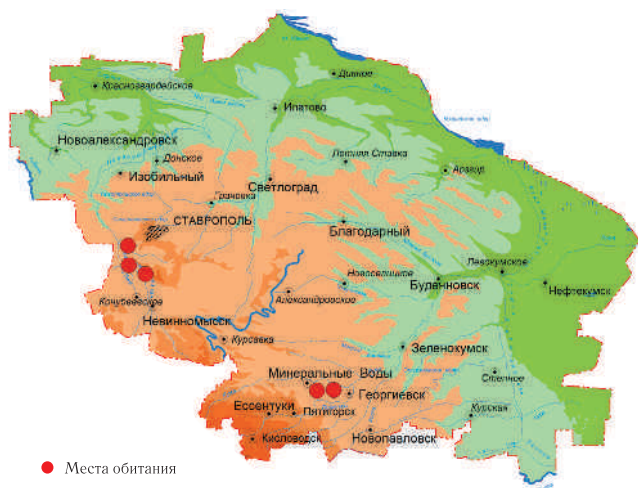 Дивное
Красногвардейское
Ипатово
Новоалександровск
Донское
Летняя Ставка
Изобильный
Арзгир
Светлоград
Грачевка
СТАВРОПОЛЬ
Благодарный
Левокумское
Новоселицкое
Буденновск
Нефтекумск
Кочубеевское
Александровское
Невинномысск
Курсавка
Зеленокумск
Минеральные Воды
Степное
Георгиевск
Ессентуки
Пятигорск
Курская
Кисловодск
Новопавловск
Места обитания